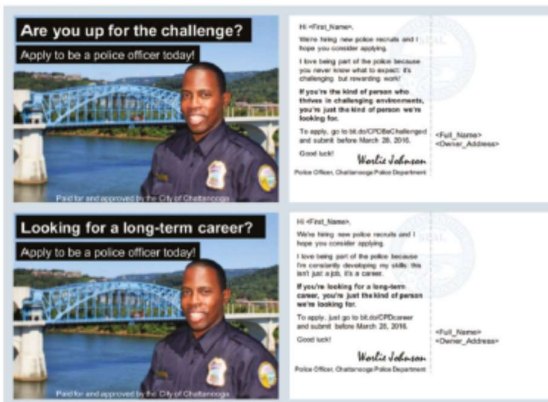 Are you up for the challenge?
Apply to be a police officer today!
Paid for and approved by the City of Chattanooga
Hi <First_Name>,
We're hiring new police recruits and I
hope you consider applying.
I love being part of the police because
you never know what to expect: it's
challenging but rewarding work!
If you're the kind of person who
thrives in challenging environments,
you're just the kind of person we're
looking for.
To apply, go to bit.do/CPDBeChallenged
and submit before March 28, 2016.
Good luck!
Worlie Johnson
Police Officer, Chattanooga Police Department
<Full_Name>
<Owner_Address>
Looking for a long-term career?
Apply to be a police officer today!
Paid for and approved by the City of Chattanooga
Hi <First_Name>,
We're hiring new police recruits and I
hope you consider applying.
I love being part of the police because
I'm constantly developing my skills: this
isn't just a job, it's a career.
If you're looking for a long-term
career, you're just the kind of person
we're looking for.
To apply, just go to bit.do/CPDcareer
and submit before March 28, 2016.
Good luck!
Worlie Johnson
Police Officer, Chattanooga Police Department
<Full_Name>
<Owner_Address>